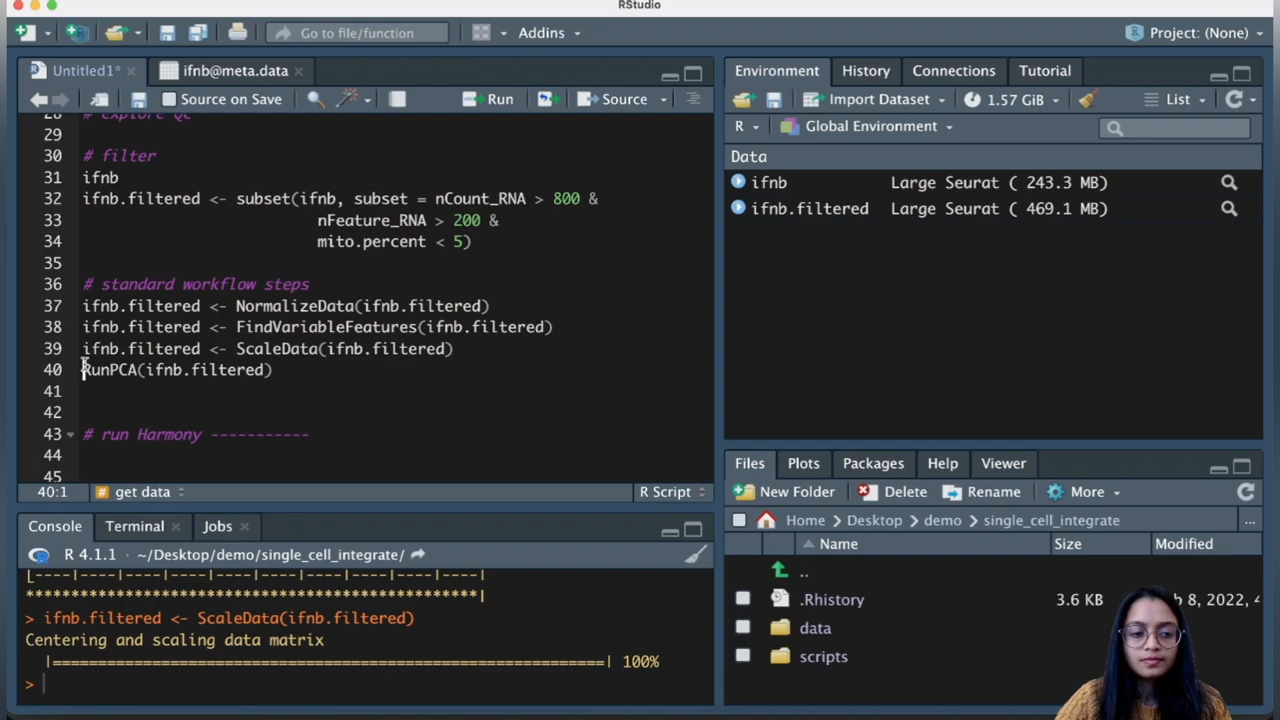 RStudio
Go to file/function
Addins
Project: (None)
Untitled1*
ifnb@meta.data
Source on Save
Run
Source
28 # explore QC
29
30 # filter
31 ifnb
32 ifnb.filtered <- subset(ifnb, subset = nCount_RNA > 800 &
33 nFeature_RNA > 200 &
34 mito.percent < 5)
35
36 # standard workflow steps
37 ifnb.filtered <- NormalizeData(ifnb.filtered)
38 ifnb.filtered <- FindVariableFeatures(ifnb.filtered)
39 ifnb.filtered <- ScaleData(ifnb.filtered)
40 RunPCA(ifnb.filtered)
41
42
43 # run Harmony -----------
44
45
40:1
# get data
R Script
Console
Terminal
Jobs
R 4.1.1 · ~/Desktop/demo/single_cell_integrate/
[----|----|----|----|----|----|----|----|----|----|
**************************************************|
> ifnb.filtered <- ScaleData(ifnb.filtered)
Centering and scaling data matrix
|=============================================================| 100%
>
Environment
History
Connections
Tutorial
Import Dataset
1.57 GiB
List
R
Global Environment
Data
ifnb Large Seurat ( 243.3 MB)
ifnb.filtered Large Seurat ( 469.1 MB)
Files
Plots
Packages
Help
Viewer
New Folder
Delete
Rename
More
Home > Desktop > demo > single_cell_integrate
...
Name
Size
Modified
..
.Rhistory
3.6 KB
b 8, 2022, 4
data
scripts